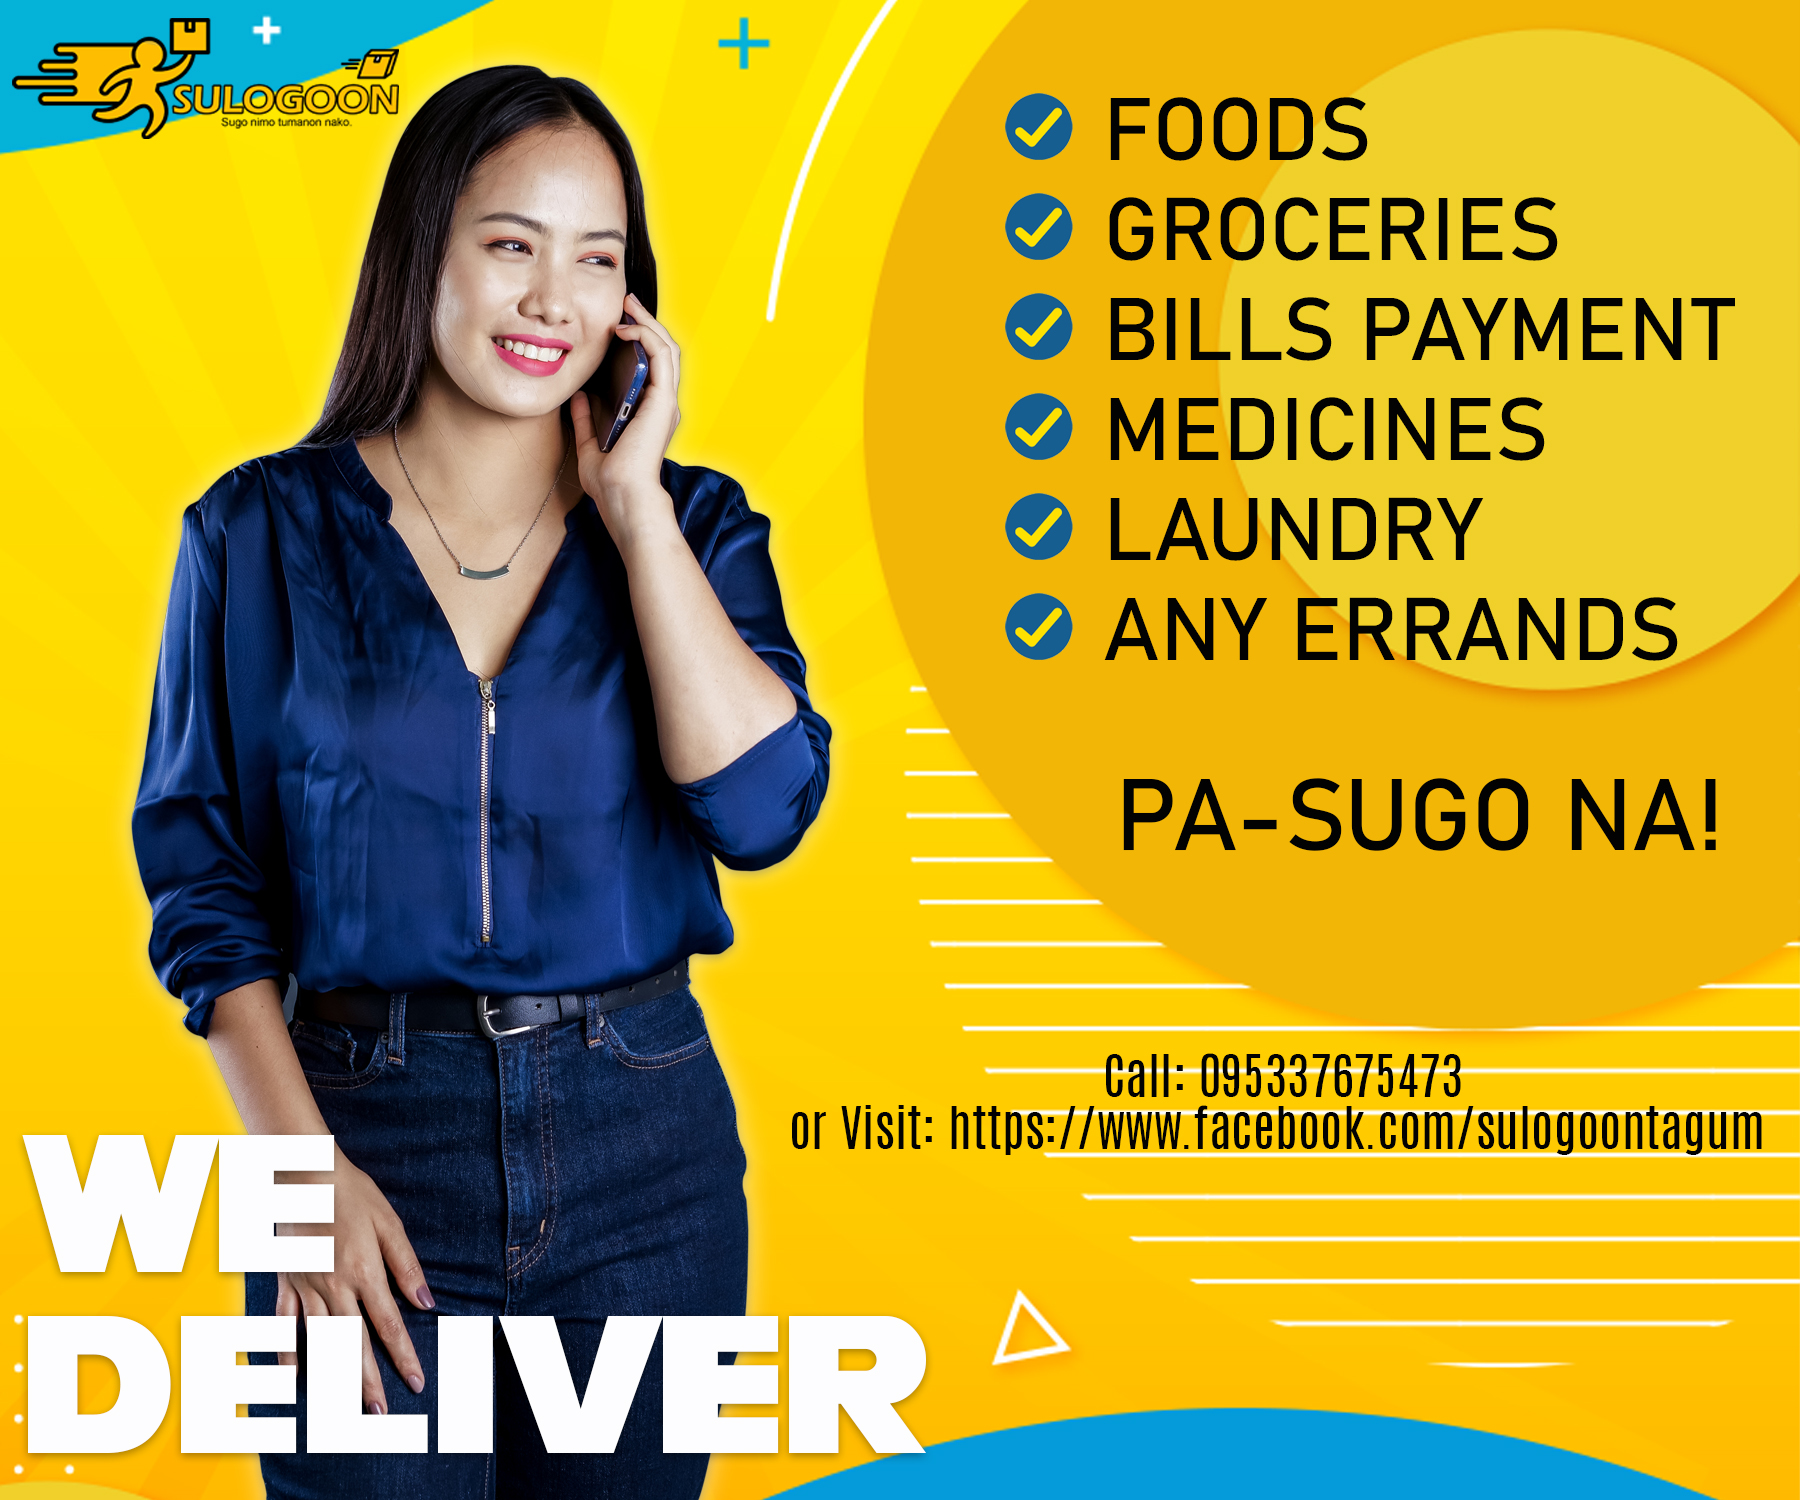 SULOGOON
Sugo nimo tumanon nako.
FOODS
GROCERIES
BILLS PAYMENT
MEDICINES
LAUNDRY
ANY ERRANDS
PA-SUGO NA!
Call: 095337675473
or Visit: https://www.facebook.com/sulogoontagum
WE
DELIVER